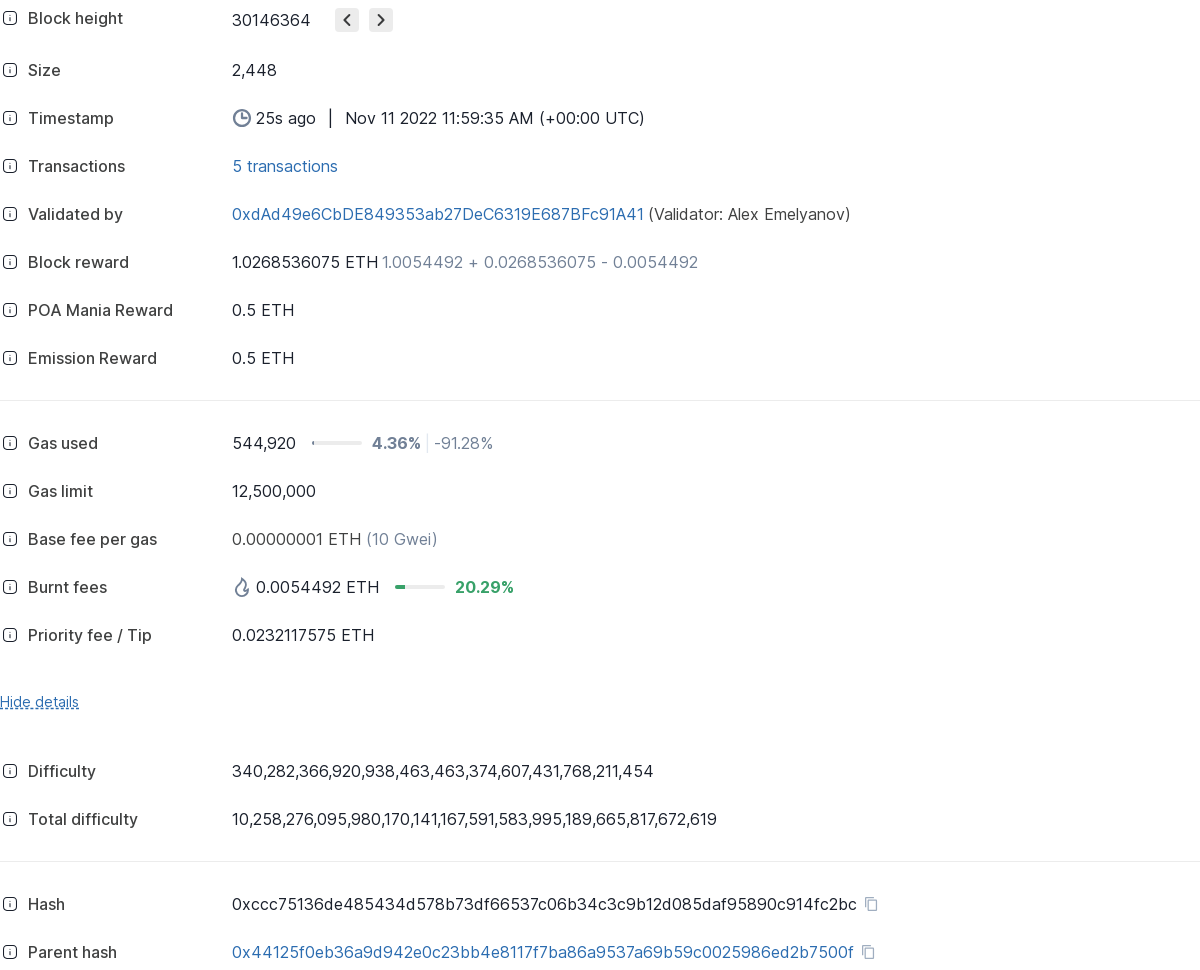 Block height 30146364
Size 2,448
Timestamp 25s ago | Nov 11 2022 11:59:35 AM (+00:00 UTC)
Transactions 5 transactions
Validated by 0xdAd49e6CbDE849353ab27DeC6319E687BFc91A41 (Validator: Alex Emelyanov)
Block reward 1.0268536075 ETH 1.0054492 + 0.0268536075 - 0.0054492
POA Mania Reward 0.5 ETH
Emission Reward 0.5 ETH
Gas used 544,920 4.36% -91.28%
Gas limit 12,500,000
Base fee per gas 0.00000001 ETH (10 Gwei)
Burnt fees 0.0054492 ETH 20.29%
Priority fee / Tip 0.0232117575 ETH
Hide details
Difficulty 340,282,366,920,938,463,463,374,607,431,768,211,454
Total difficulty 10,258,276,095,980,170,141,167,591,583,995,189,665,817,672,619
Hash 0xccc75136de485434d578b73df66537c06b34c3c9b12d085daf95890c914fc2bc
Parent hash 0x44125f0eb36a9d942e0c23bb4e8117f7ba86a9537a69b59c0025986ed2b7500f